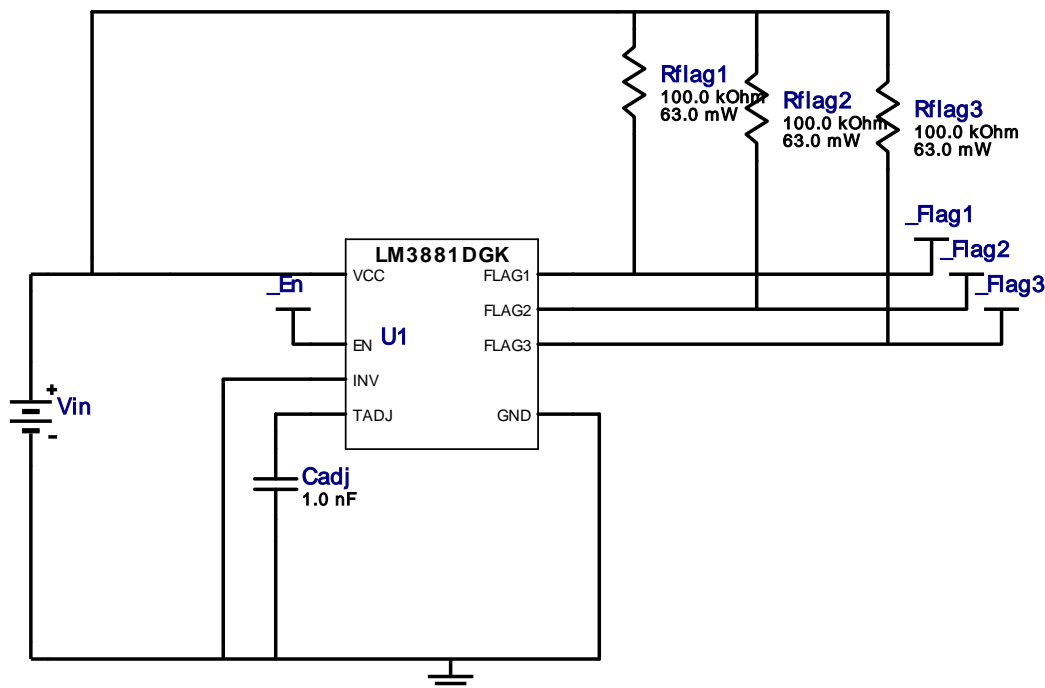 Rflag1
100.0 kOhm
63.0 mW
Rflag2
100.0 kOhm
63.0 mW
Rflag3
100.0 kOhm
63.0 mW
_Flag1
_Flag2
_Flag3
LM3881DGK
VCC
FLAG1
_En
FLAG2
EN
U1
FLAG3
INV
TADJ
GND
+
Vin
-
Cadj
1.0 nF